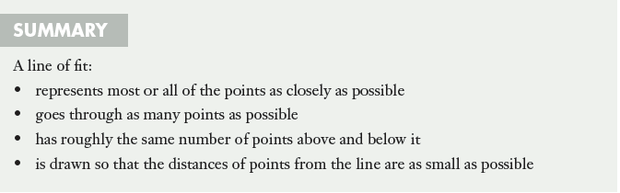 SUMMARY
A line of fit:
• represents most or all of the points as closely as possible
• goes through as many points as possible
• has roughly the same number of points above and below it
• is drawn so that the distances of points from the line are as small as possible